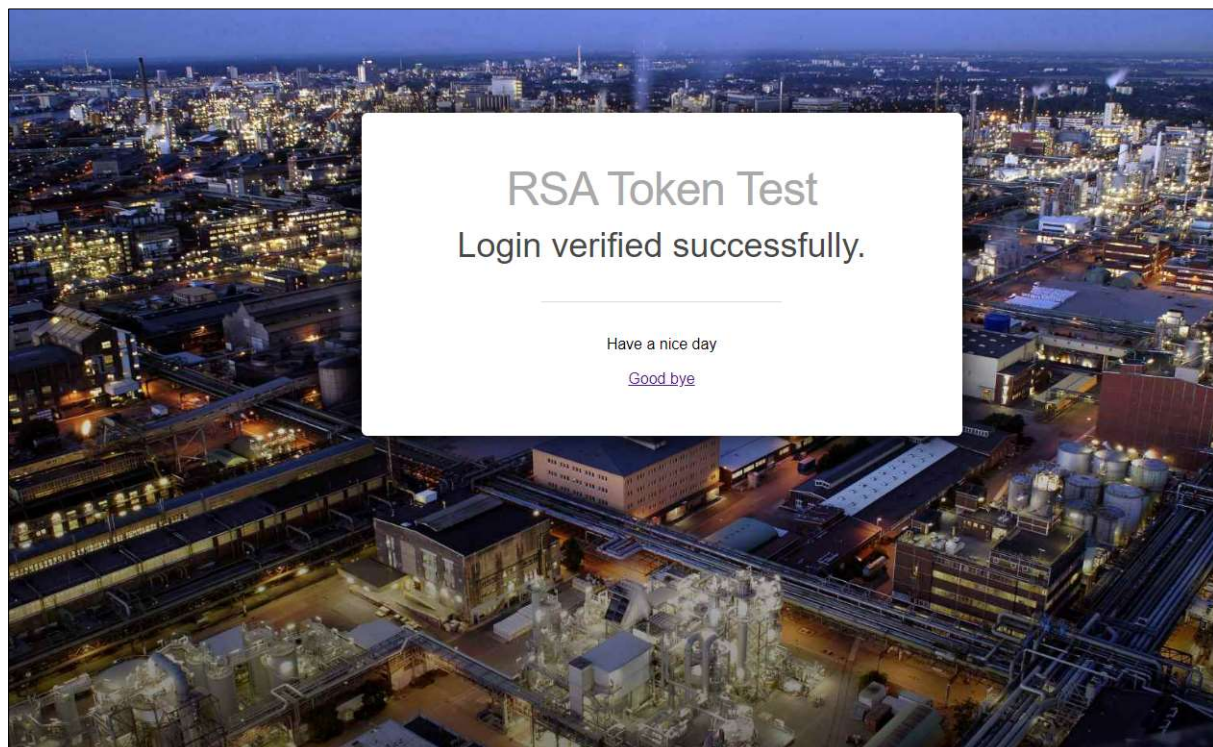 RSA Token Test
Login verified successfully.
Have a nice day
Good bye